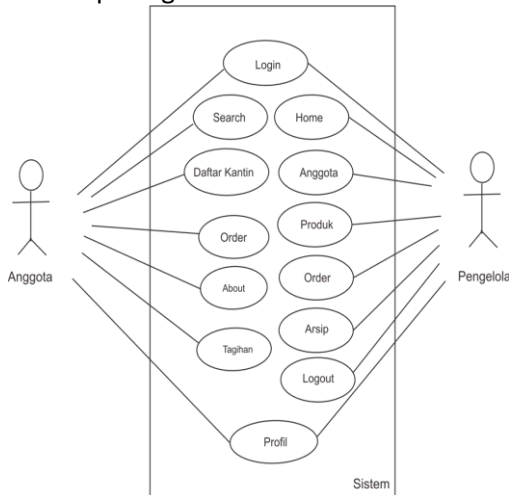 Login
Search
Home
Daftar Kantin
Anggota
Order
Produk
About
Order
Tagihan
Arsip
Logout
Profil
Anggota
Pengelola
Sistem